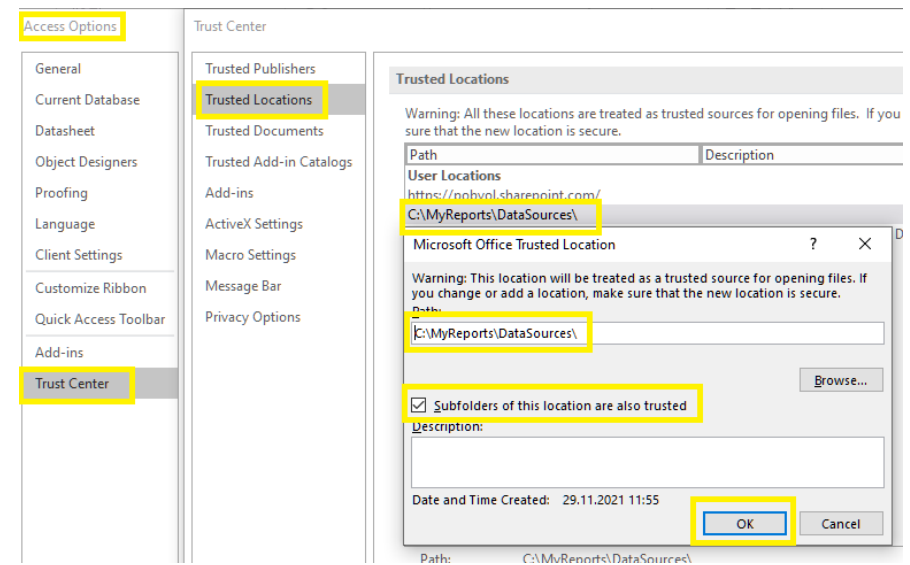 Access Options
Trust Center
General
Current Database
Datasheet
Object Designers
Proofing
Language
Client Settings
Customize Ribbon
Quick Access Toolbar
Add-ins
Trust Center
Trusted Publishers
Trusted Locations
Trusted Documents
Trusted Add-in Catalogs
Add-ins
ActiveX Settings
Macro Settings
Message Bar
Privacy Options
Trusted Locations
Warning: All these locations are treated as trusted sources for opening files. If you
sure that the new location is secure.
Path Description
User Locations
C:\MyReports\DataSources\
D
Microsoft Office Trusted Location ? X
Warning: This location will be treated as a trusted source for opening files. If
you change or add a location, make sure that the new location is secure.
Path:
C:\MyReports\DataSources\
Browse...
Subfolders of this location are also trusted
Description:
Date and Time Created: 29.11.2021 11:55
OK Cancel
Path: C:\MyReports\DataSources\